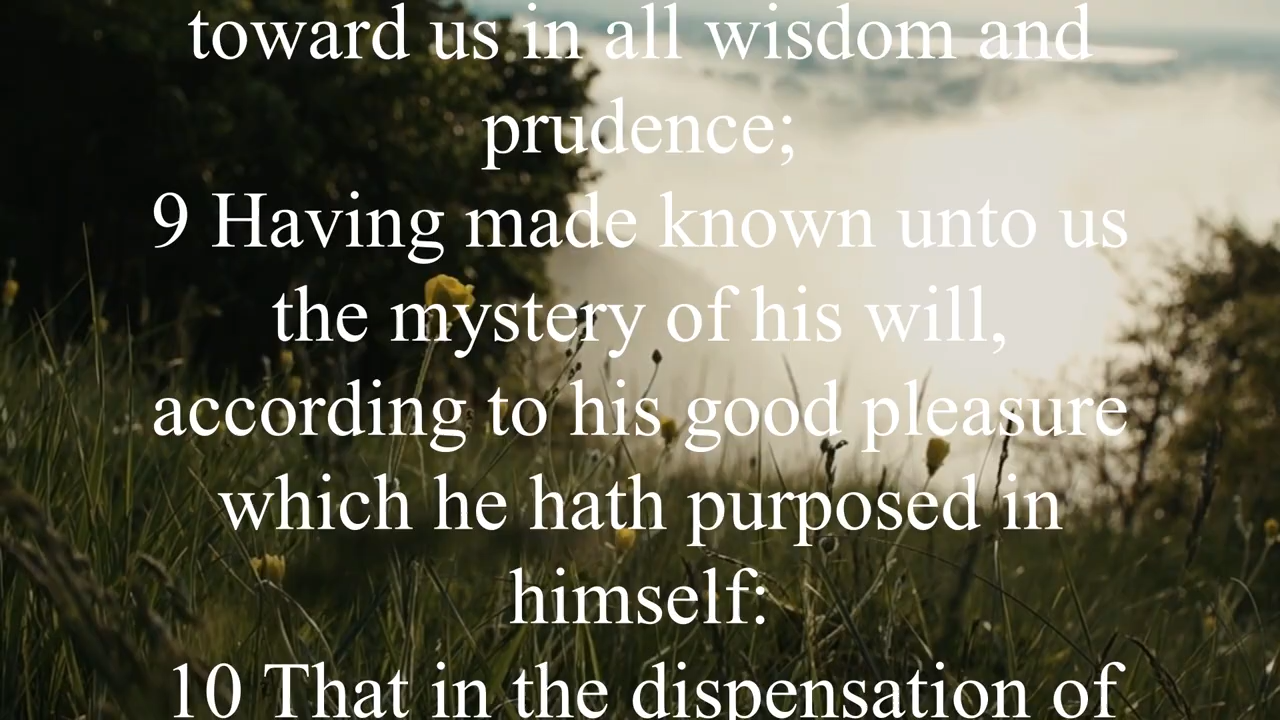 toward us in all wisdom and
prudence;
9 Having made known unto us
the mystery of his will,
according to his good pleasure
which he hath purposed in
himself:
10 That in the dispensation of